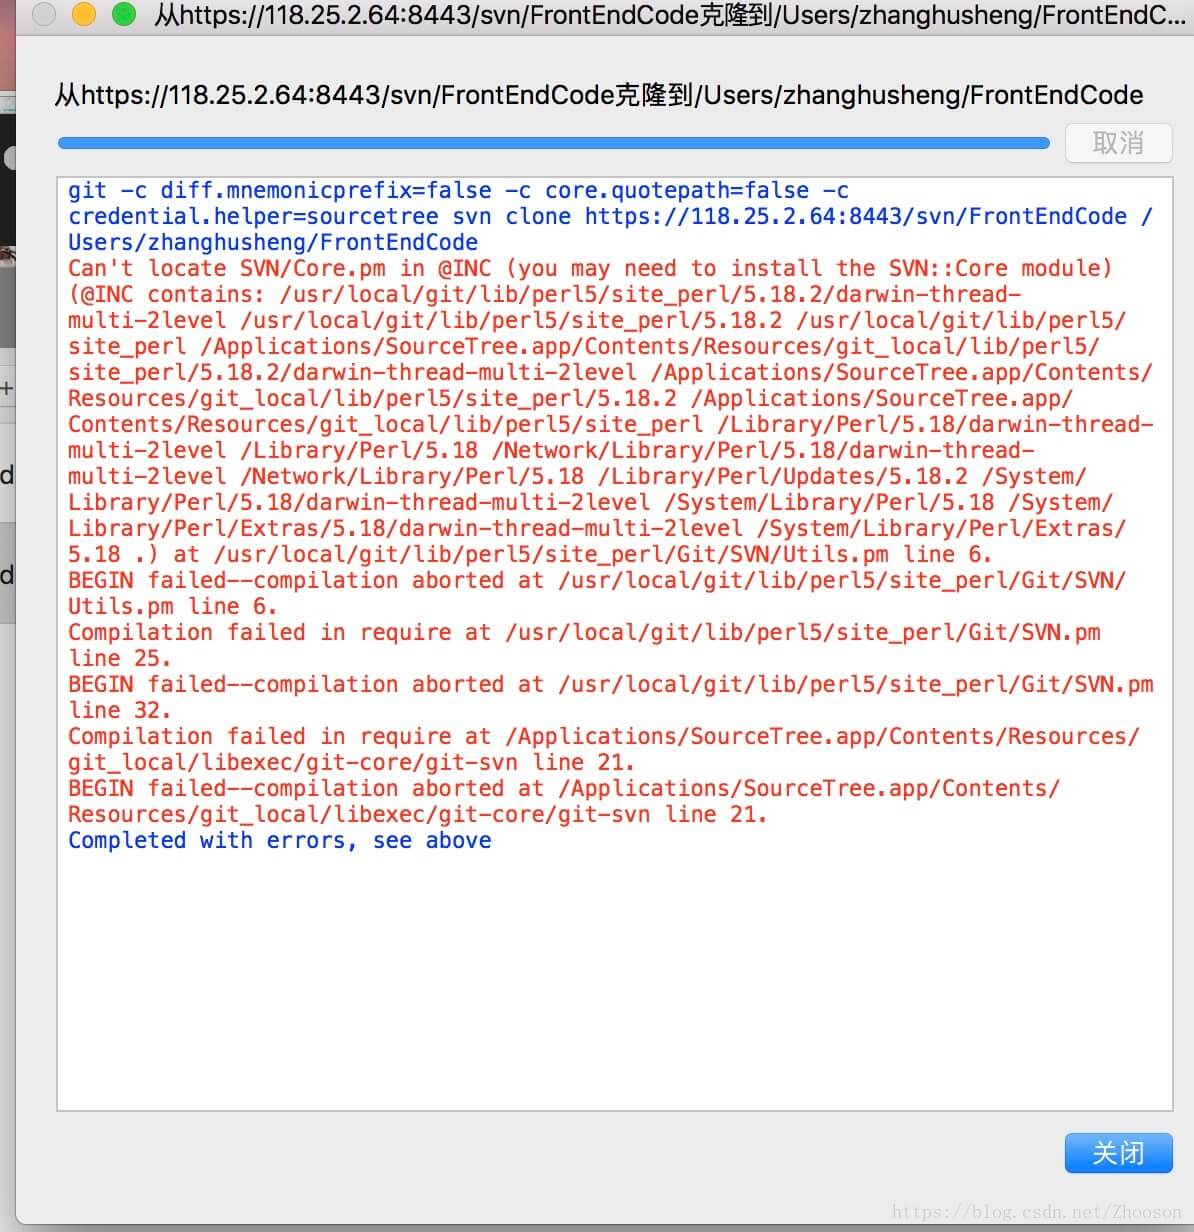 从https://118.25.2.64:8443/svn/FrontEndCode克隆到/Users/zhanghusheng/FrontEndC...
从https://118.25.2.64:8443/svn/FrontEndCode克隆到/Users/zhanghusheng/FrontEndCode
取消
git -c diff.mnemonicprefix=false -c core.quotepath=false -c
credential.helper=sourcetree svn clone https://118.25.2.64:8443/svn/FrontEndCode /
Users/zhanghusheng/FrontEndCode
Can't locate SVN/Core.pm in @INC (you may need to install the SVN::Core module)
(@INC contains: /usr/local/git/lib/perl5/site_perl/5.18.2/darwin-thread-
multi-2level /usr/local/git/lib/perl5/site_perl/5.18.2 /usr/local/git/lib/perl5/
site_perl /Applications/SourceTree.app/Contents/Resources/git_local/lib/perl5/
site_perl/5.18.2/darwin-thread-multi-2level /Applications/SourceTree.app/Contents/
Resources/git_local/lib/perl5/site_perl/5.18.2 /Applications/SourceTree.app/
Contents/Resources/git_local/lib/perl5/site_perl /Library/Perl/5.18/darwin-thread-
multi-2level /Library/Perl/5.18 /Network/Library/Perl/5.18/darwin-thread-
multi-2level /Network/Library/Perl/5.18 /Library/Perl/Updates/5.18.2 /System/
Library/Perl/5.18/darwin-thread-multi-2level /System/Library/Perl/5.18 /System/
Library/Perl/Extras/5.18/darwin-thread-multi-2level /System/Library/Perl/Extras/
5.18 .) at /usr/local/git/lib/perl5/site_perl/Git/SVN/Utils.pm line 6.
BEGIN failed--compilation aborted at /usr/local/git/lib/perl5/site_perl/Git/SVN/
Utils.pm line 6.
Compilation failed in require at /usr/local/git/lib/perl5/site_perl/Git/SVN.pm
line 25.
BEGIN failed--compilation aborted at /usr/local/git/lib/perl5/site_perl/Git/SVN.pm
line 32.
Compilation failed in require at /Applications/SourceTree.app/Contents/Resources/
git_local/libexec/git-core/git-svn line 21.
BEGIN failed--compilation aborted at /Applications/SourceTree.app/Contents/
Resources/git_local/libexec/git-core/git-svn line 21.
Completed with errors, see above
关闭
https://blog.csdn.net/Zhooson